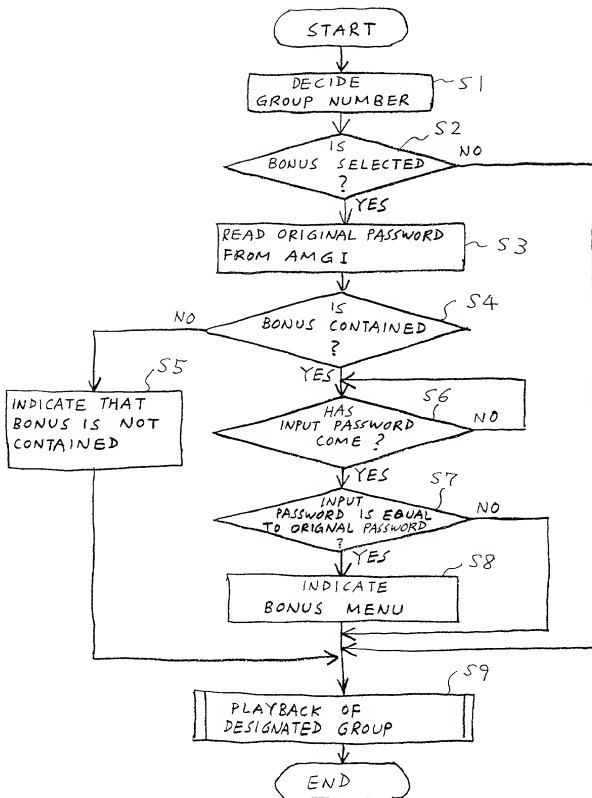 START
DECIDE
GROUP NUMBER
S1
S2
IS
BONUS SELECTED
?
NO
YES
READ ORIGINAL PASSWORD
FROM AMGI
S3
S4
IS
BONUS CONTAINED
?
NO
YES
S5
INDICATE THAT
BONUS IS NOT
CONTAINED
S6
HAS
INPUT PASSWORD
COME ?
NO
YES
S7
INPUT
PASSWORD IS EQUAL
TO ORIGNAL PASSWORD
?
NO
YES
S8
INDICATE
BONUS MENU
S9
PLAYBACK OF
DESIGNATED GROUP
END